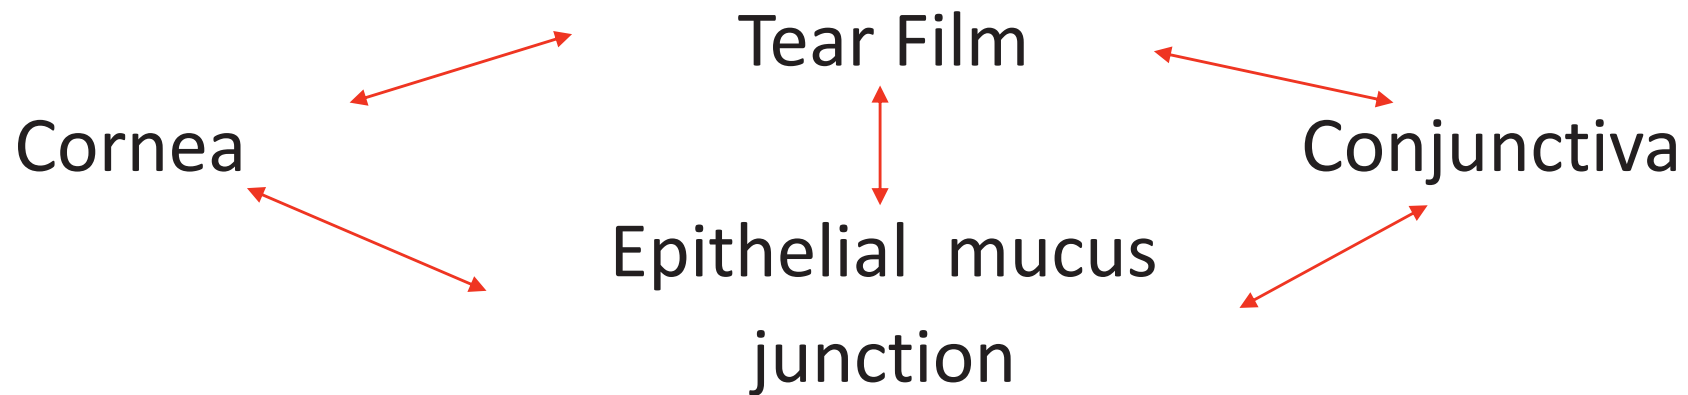 Tear Film
Cornea
Conjunctiva
Epithelial mucus
junction